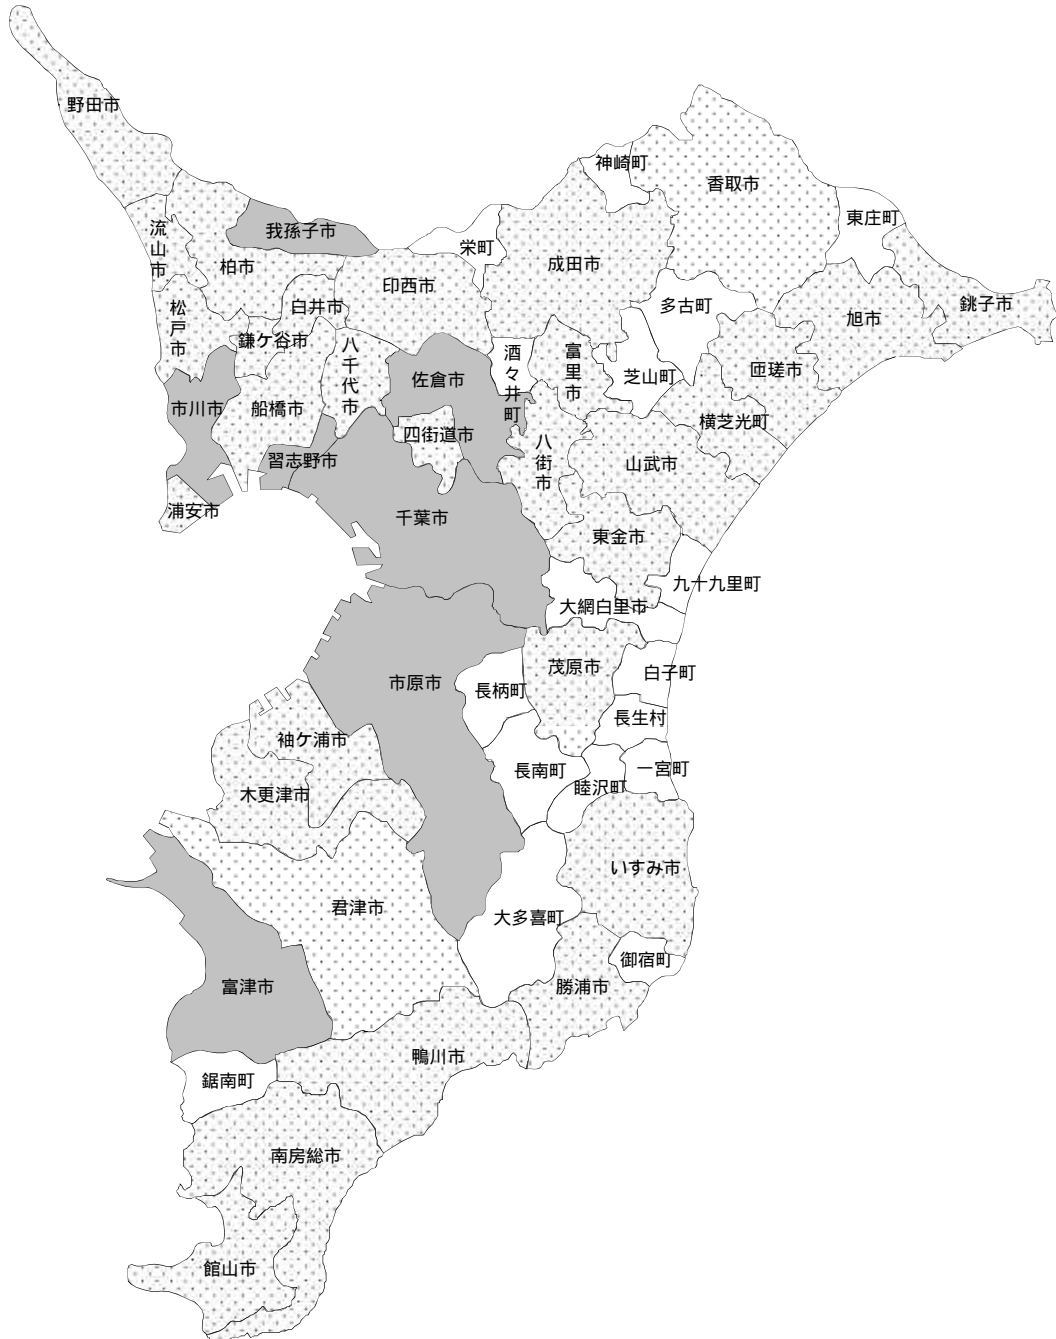 野田市
神崎町
香取市
東庄町
流山市
我孫子市
栄町
成田市
柏市
印西市
多古町
銚子市
松戸市
白井市
旭市
鎌ケ谷市
八千代市
酒々井町
富里市
芝山町
匝瑳市
佐倉市
市川市
船橋市
四街道市
八街市
横芝光町
習志野市
山武市
浦安市
千葉市
東金市
九十九里町
大網白里市
茂原市
白子町
市原市
長柄町
長生村
袖ケ浦市
長南町
一宮町
睦沢町
木更津市
いすみ市
君津市
大多喜町
御宿町
富津市
勝浦市
鴨川市
鋸南町
南房総市
館山市